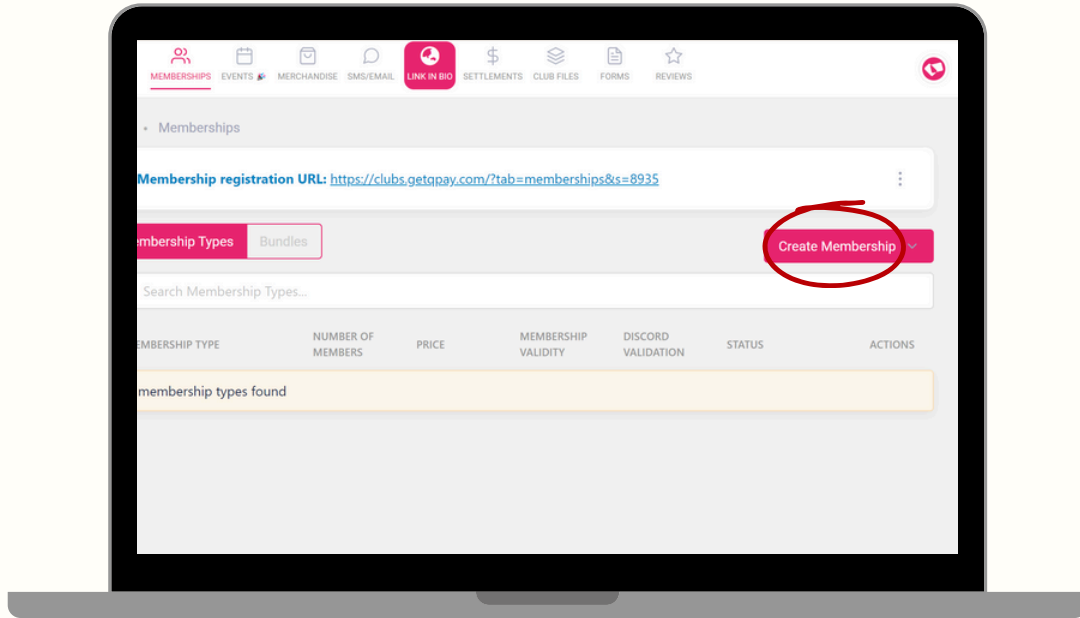 MEMBERSHIPS EVENTS MERCHANDISE SMS/EMAIL LINK IN BIO SETTLEMENTS CLUB FILES FORMS REVIEWS
• Memberships
Membership registration URL: https://clubs.getqpay.com/?tab=memberships&s=8935
embership Types Bundles
Create Membership
Search Membership Types...
EMBERSHIP TYPE NUMBER OF MEMBERS PRICE MEMBERSHIP VALIDITY DISCORD VALIDATION STATUS ACTIONS
membership types found